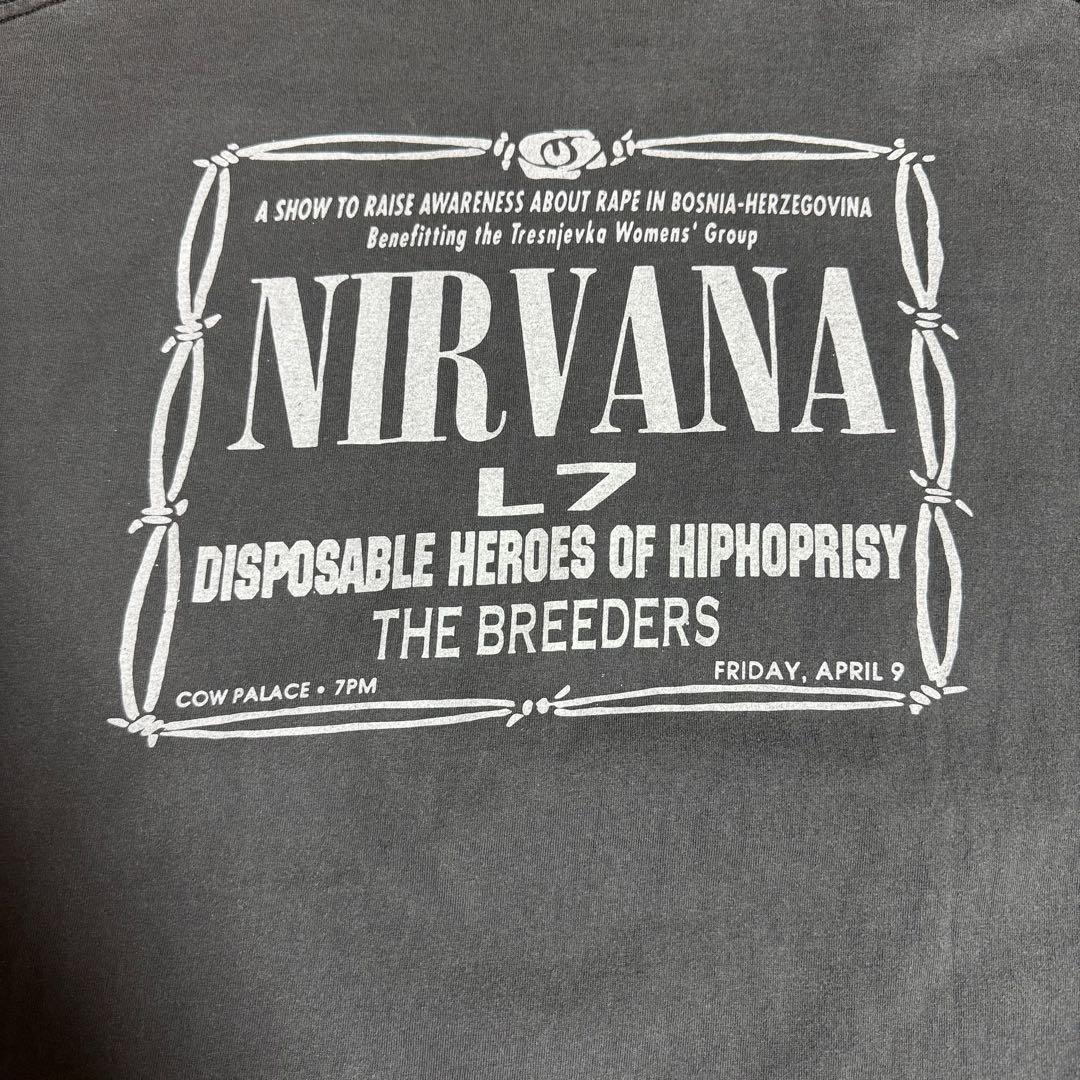 A SHOW TO RAISE AWARENESS ABOUT RAPE IN BOSNIA-HERZEGOVINA
Benefitting the Tresnjevka Womens' Group
NIRVANA
L7
DISPOSABLE HEROES OF HIPHOPRISY
THE BREEDERS
COW PALACE • 7PM
FRIDAY, APRIL 9